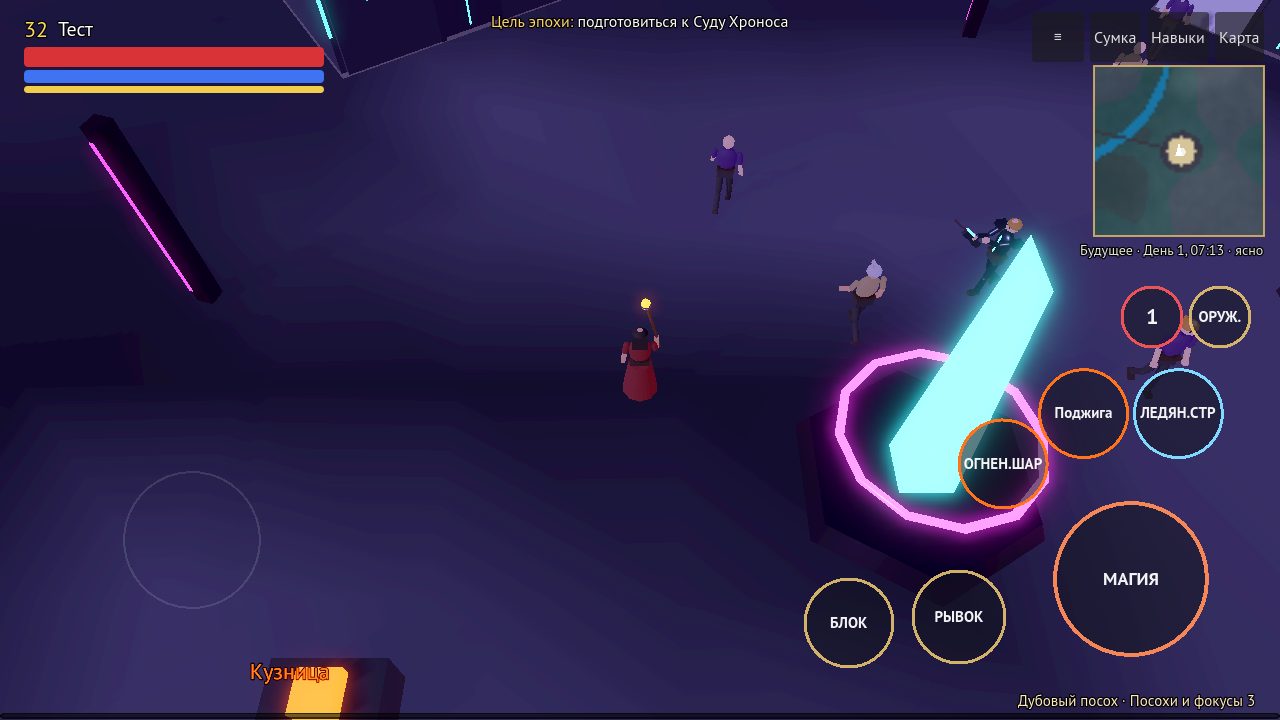 32 Тест
Цель эпохи: подготовиться к Суду Хроноса
≡ Сумка Навыки Карта
Будущее · День 1, 07:13 · ясно
1 ОРУЖ.
Поджига ЛЕДЯН.СТР
ОГНЕН.ШАР
МАГИЯ
БЛОК РЫВОК
Кузница
Дубовый посох · Посохи и фокусы 3